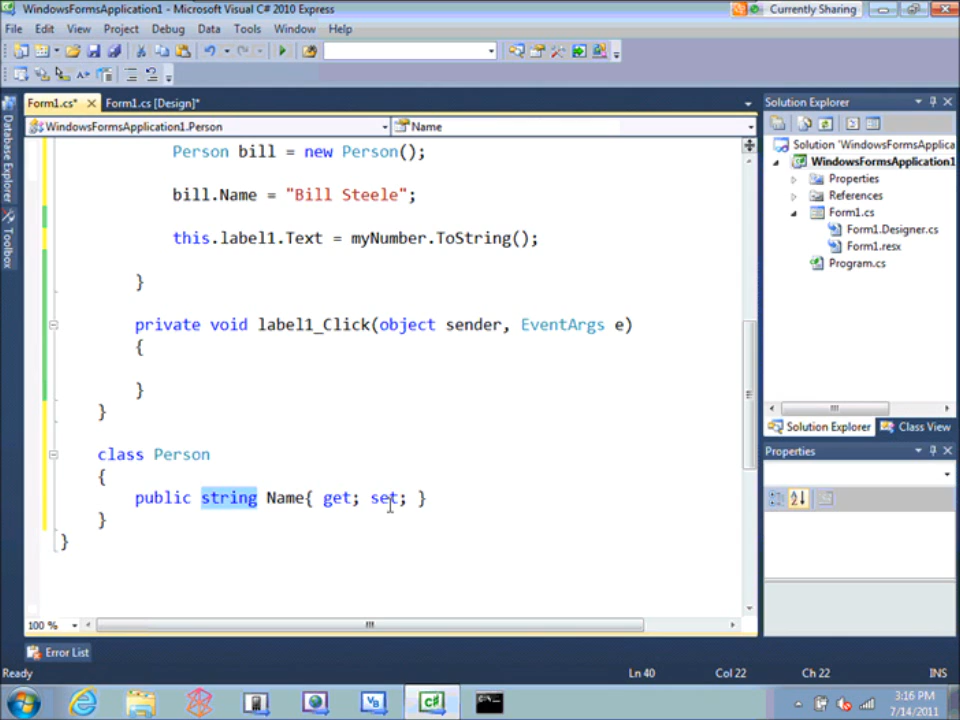 WindowsFormsApplication1 - Microsoft Visual C# 2010 Express
Currently Sharing
File Edit View Project Debug Data Tools Window Help
Form1.cs* Form1.cs [Design]*
WindowsFormsApplication1.Person
Name
Person bill = new Person();
bill.Name = "Bill Steele";
this.label1.Text = myNumber.ToString();
}
private void label1_Click(object sender, EventArgs e)
{
}
}
class Person
{
public string Name{ get; set; }
}
}
100 %
Database Explorer
Toolbox
Solution Explorer
Solution 'WindowsFormsApplica
WindowsFormsApplication1
Properties
References
Form1.cs
Form1.Designer.cs
Form1.resx
Program.cs
Solution Explorer Class View
Properties
Error List
Ready Ln 40 Col 22 Ch 22 INS
3:16 PM
7/14/2011